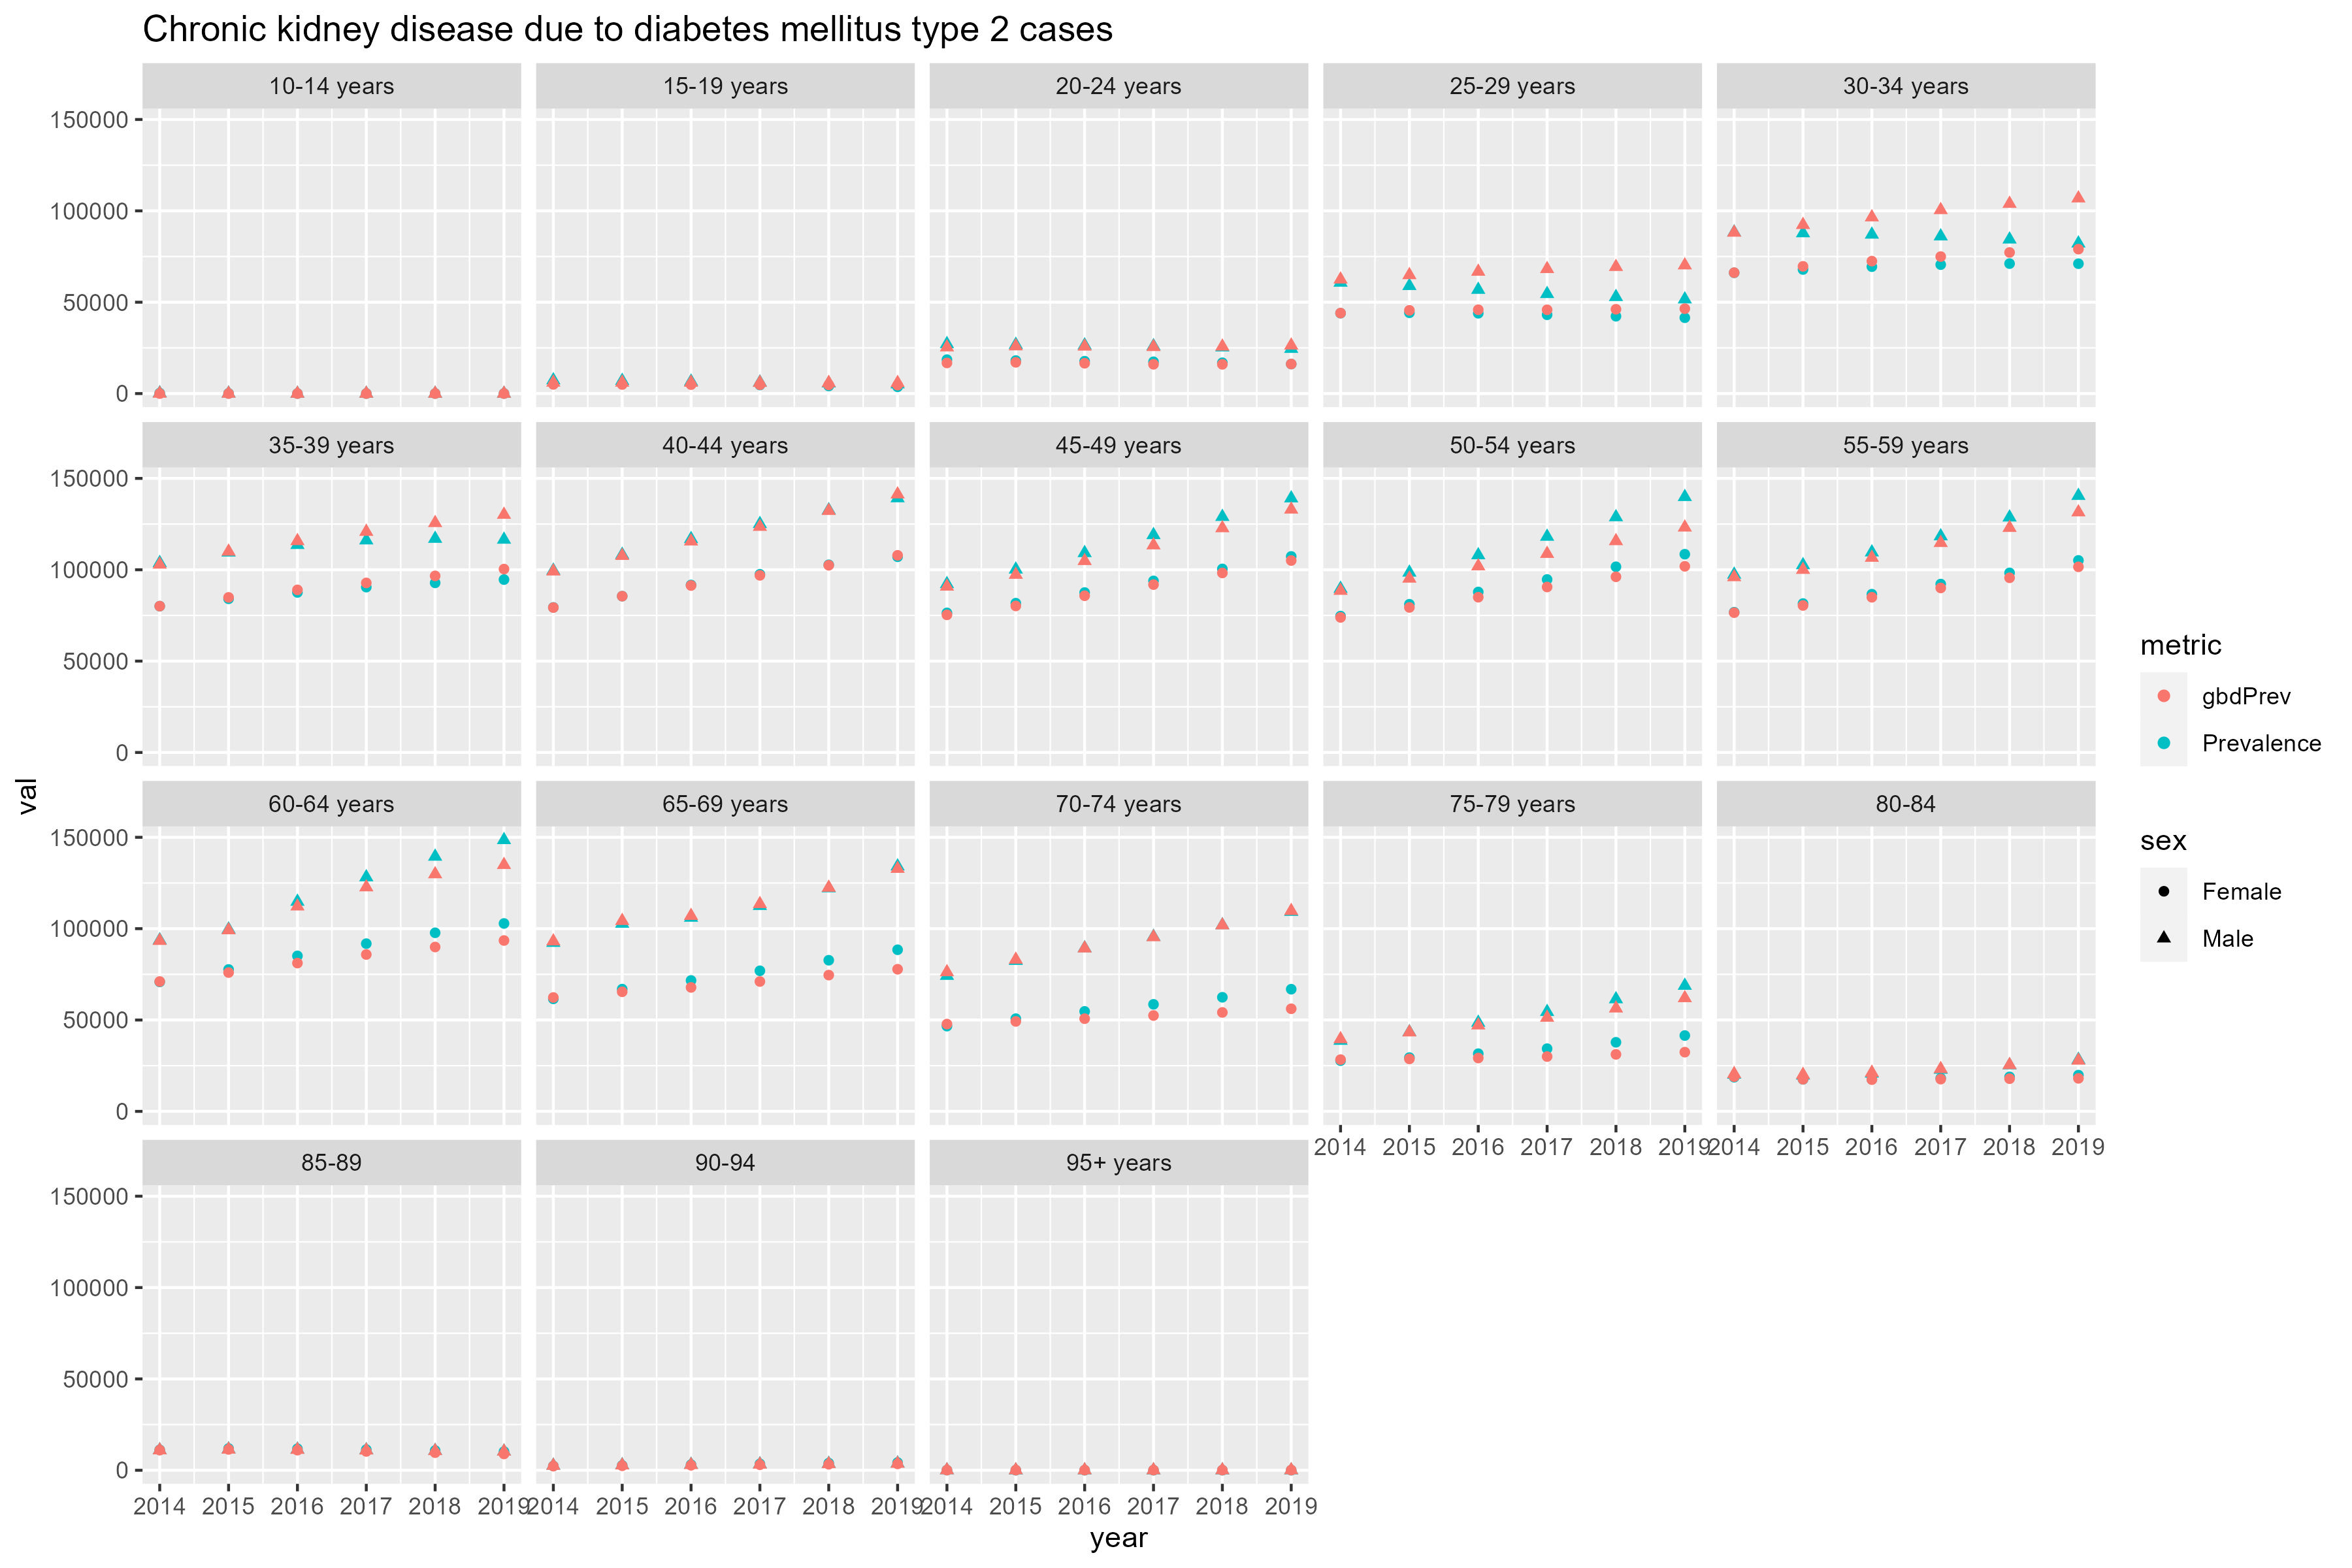 Chronic kidney disease due to diabetes mellitus type 2 cases
10-14 years 15-19 years 20-24 years 25-29 years 30-34 years
150000
100000
50000
0
35-39 years 40-44 years 45-49 years 50-54 years 55-59 years
150000
100000
50000
0
60-64 years 65-69 years 70-74 years 75-79 years 80-84
150000
100000
50000
0
2014 2015 2016 2017 2018 2019 2014 2015 2016 2017 2018 2019
85-89 90-94 95+ years
150000
100000
50000
0
2014 2015 2016 2017 2018 2019 2014 2015 2016 2017 2018 2019 2014 2015 2016 2017 2018 2019
year
val
metric
gbdPrev
Prevalence
sex
Female
Male